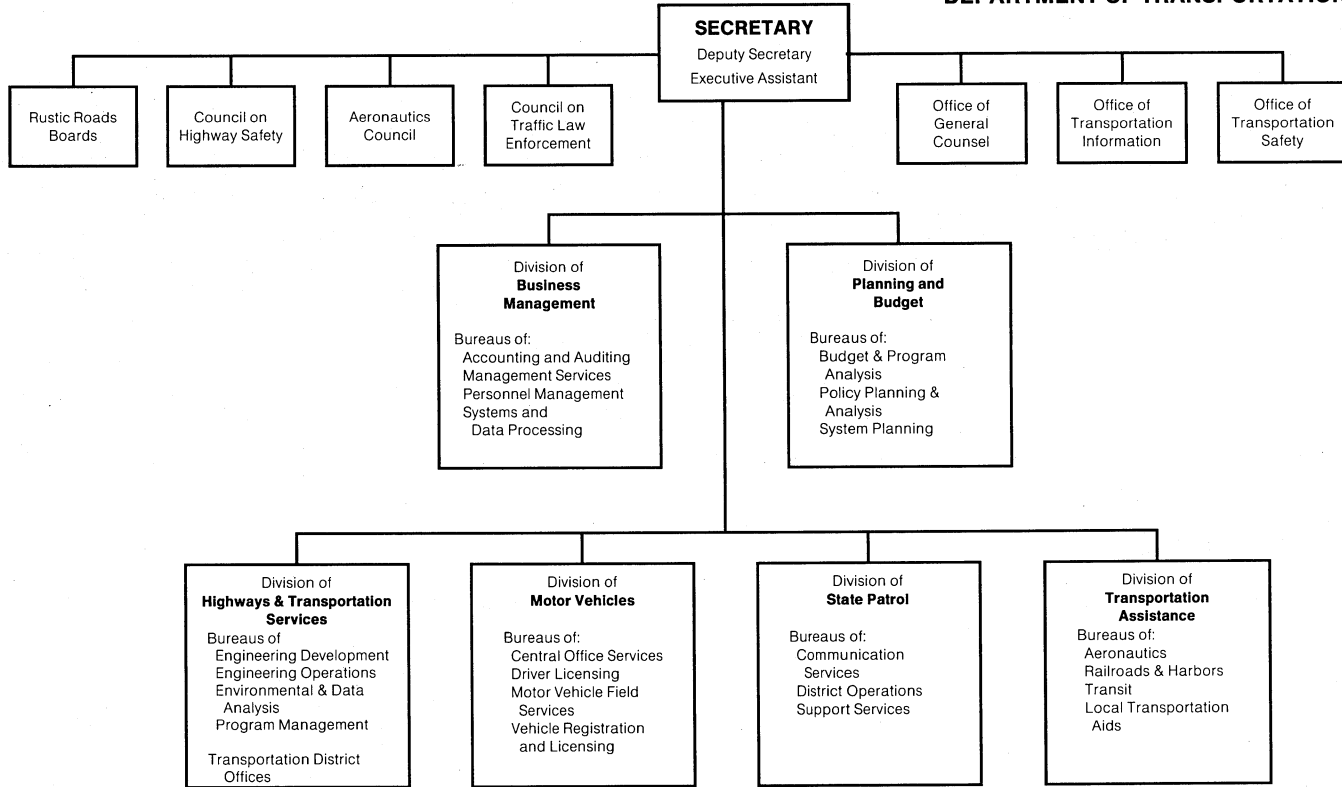 DEPARTMENT OF TRANSPORTATION
SECRETARY
Deputy Secretary
Executive Assistant
Rustic Roads
Boards
Council on
Highway Safety
Aeronautics
Council
Council on
Traffic Law
Enforcement
Office of
General
Counsel
Office of
Transportation
Information
Office of
Transportation
Safety
Division of
Business
Management
Bureaus of:
Accounting and Auditing
Management Services
Personnel Management
Systems and
Data Processing
Division of
Planning and
Budget
Bureaus of:
Budget & Program
Analysis
Policy Planning &
Analysis
System Planning
Division of
Highways & Transportation
Services
Bureaus of
Engineering Development
Engineering Operations
Environmental & Data
Analysis
Program Management
Transportation District
Offices
Division of
Motor Vehicles
Bureaus of:
Central Office Services
Driver Licensing
Motor Vehicle Field
Services
Vehicle Registration
and Licensing
Division of
State Patrol
Bureaus of:
Communication
Services
District Operations
Support Services
Division of
Transportation
Assistance
Bureaus of:
Aeronautics
Railroads & Harbors
Transit
Local Transportation
Aids